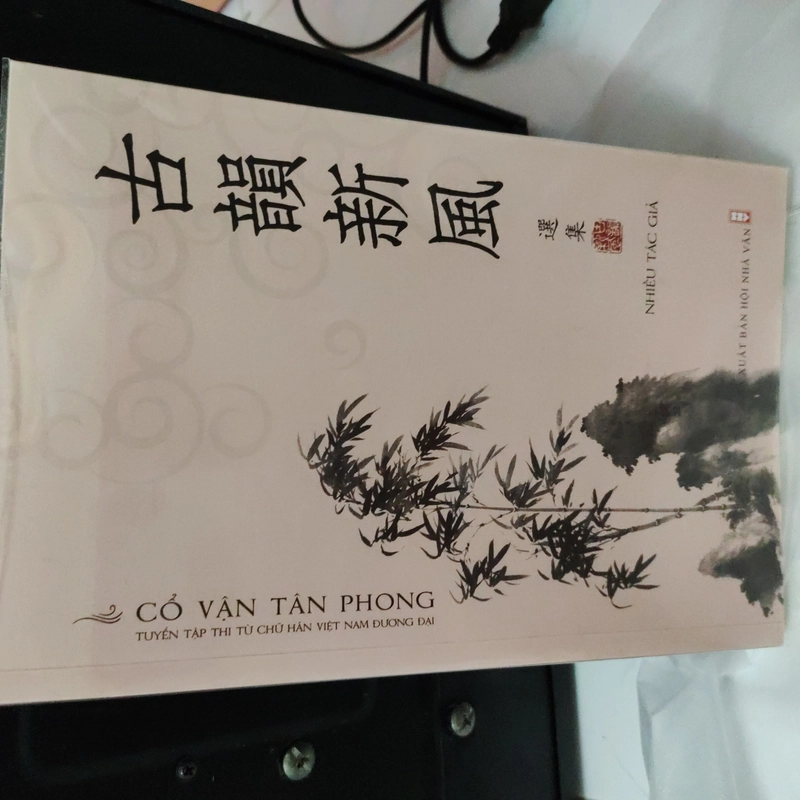 古韻新風
選集
CỔ VẬN TÂN PHONG
TUYỂN TẬP THI TỪ CHỮ HÁN VIỆT NAM ĐƯƠNG ĐẠI
NHIỀU TÁC GIẢ
XUẤT BẢN HỘI NHÀ VĂN